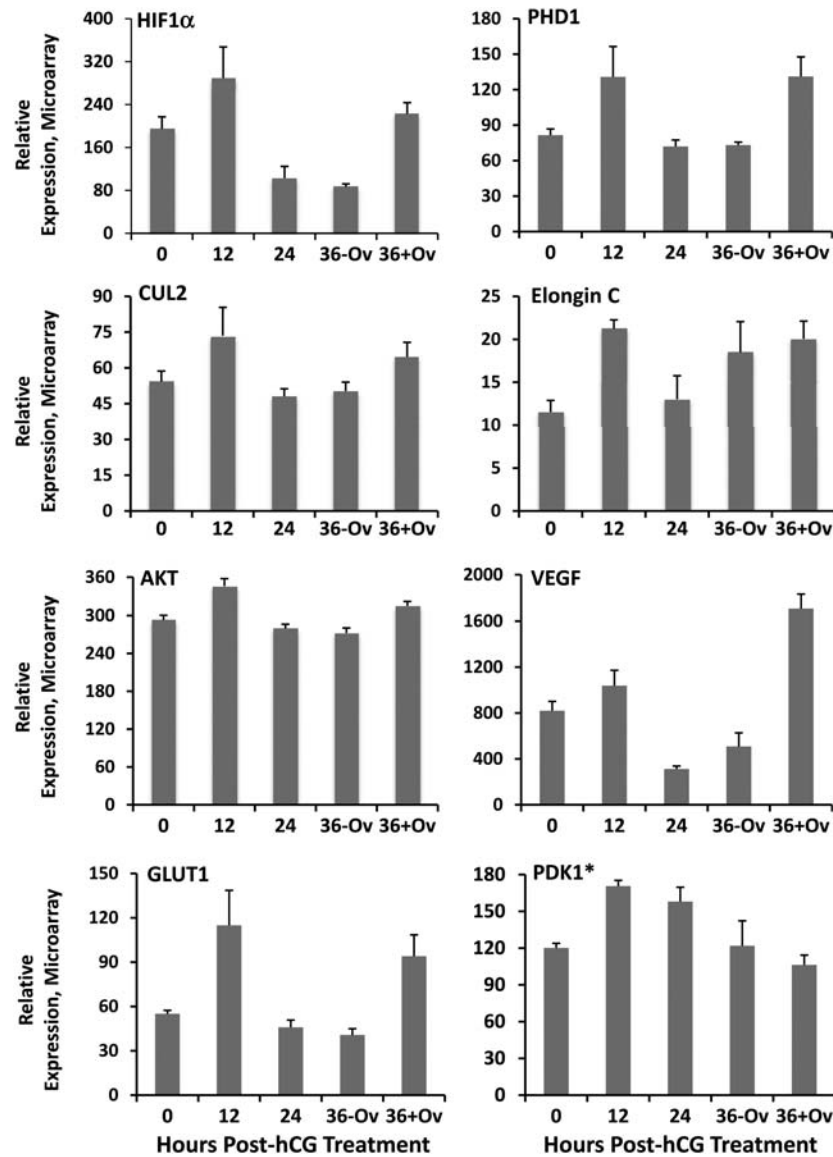 HIF1α
Relative
Expression, Microarray
400
320
240
160
80
0
0 12 24 36-Ov 36+Ov
PHD1
180
150
120
90
60
30
0
0 12 24 36-Ov 36+Ov
CUL2
Relative
Expression, Microarray
90
75
60
45
30
15
0
0 12 24 36-Ov 36+Ov
Elongin C
25
20
15
10
5
0
0 12 24 36-Ov 36+Ov
AKT
Relative
Expression, Microarray
360
300
240
180
120
60
0
0 12 24 36-Ov 36+Ov
VEGF
2000
1600
1200
800
400
0
0 12 24 36-Ov 36+Ov
GLUT1
Relative
Expression, Microarray
150
120
90
60
30
0
0 12 24 36-Ov 36+Ov
Hours Post-hCG Treatment
PDK1*
180
150
120
90
60
30
0
0 12 24 36-Ov 36+Ov
Hours Post-hCG Treatment